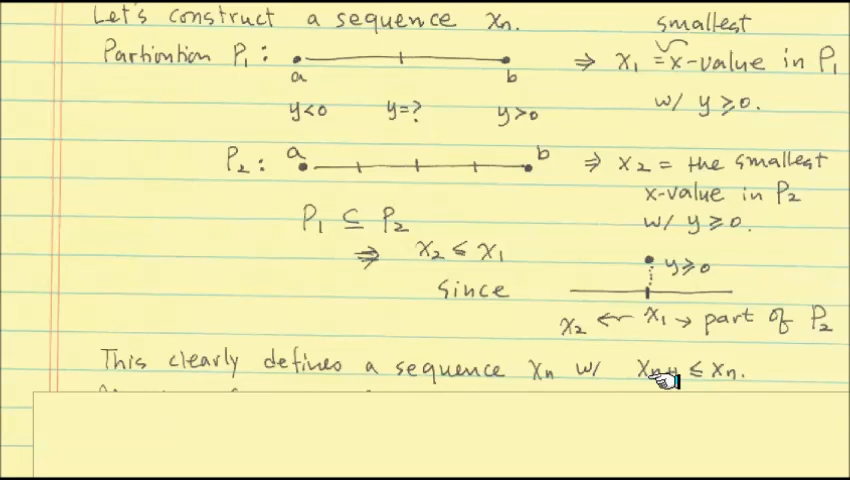 Let's construct a sequence xₙ.
smallest
Partiontion P₁ :
a
b
⇒ x₁ = x-value in P₁
w/ y ≥ 0.
y<0 y=? y>0
P₂ :
a
b
⇒ x₂ = the smallest
x-value in P₂
w/ y ≥ 0.
P₁ ⊆ P₂
⇒ x₂ ≤ x₁
since
y ≥ 0
x₂ ← x₁ → part of P₂
This clearly defines a sequence xₙ w/ xₙ₊₁ ≤ xₙ.